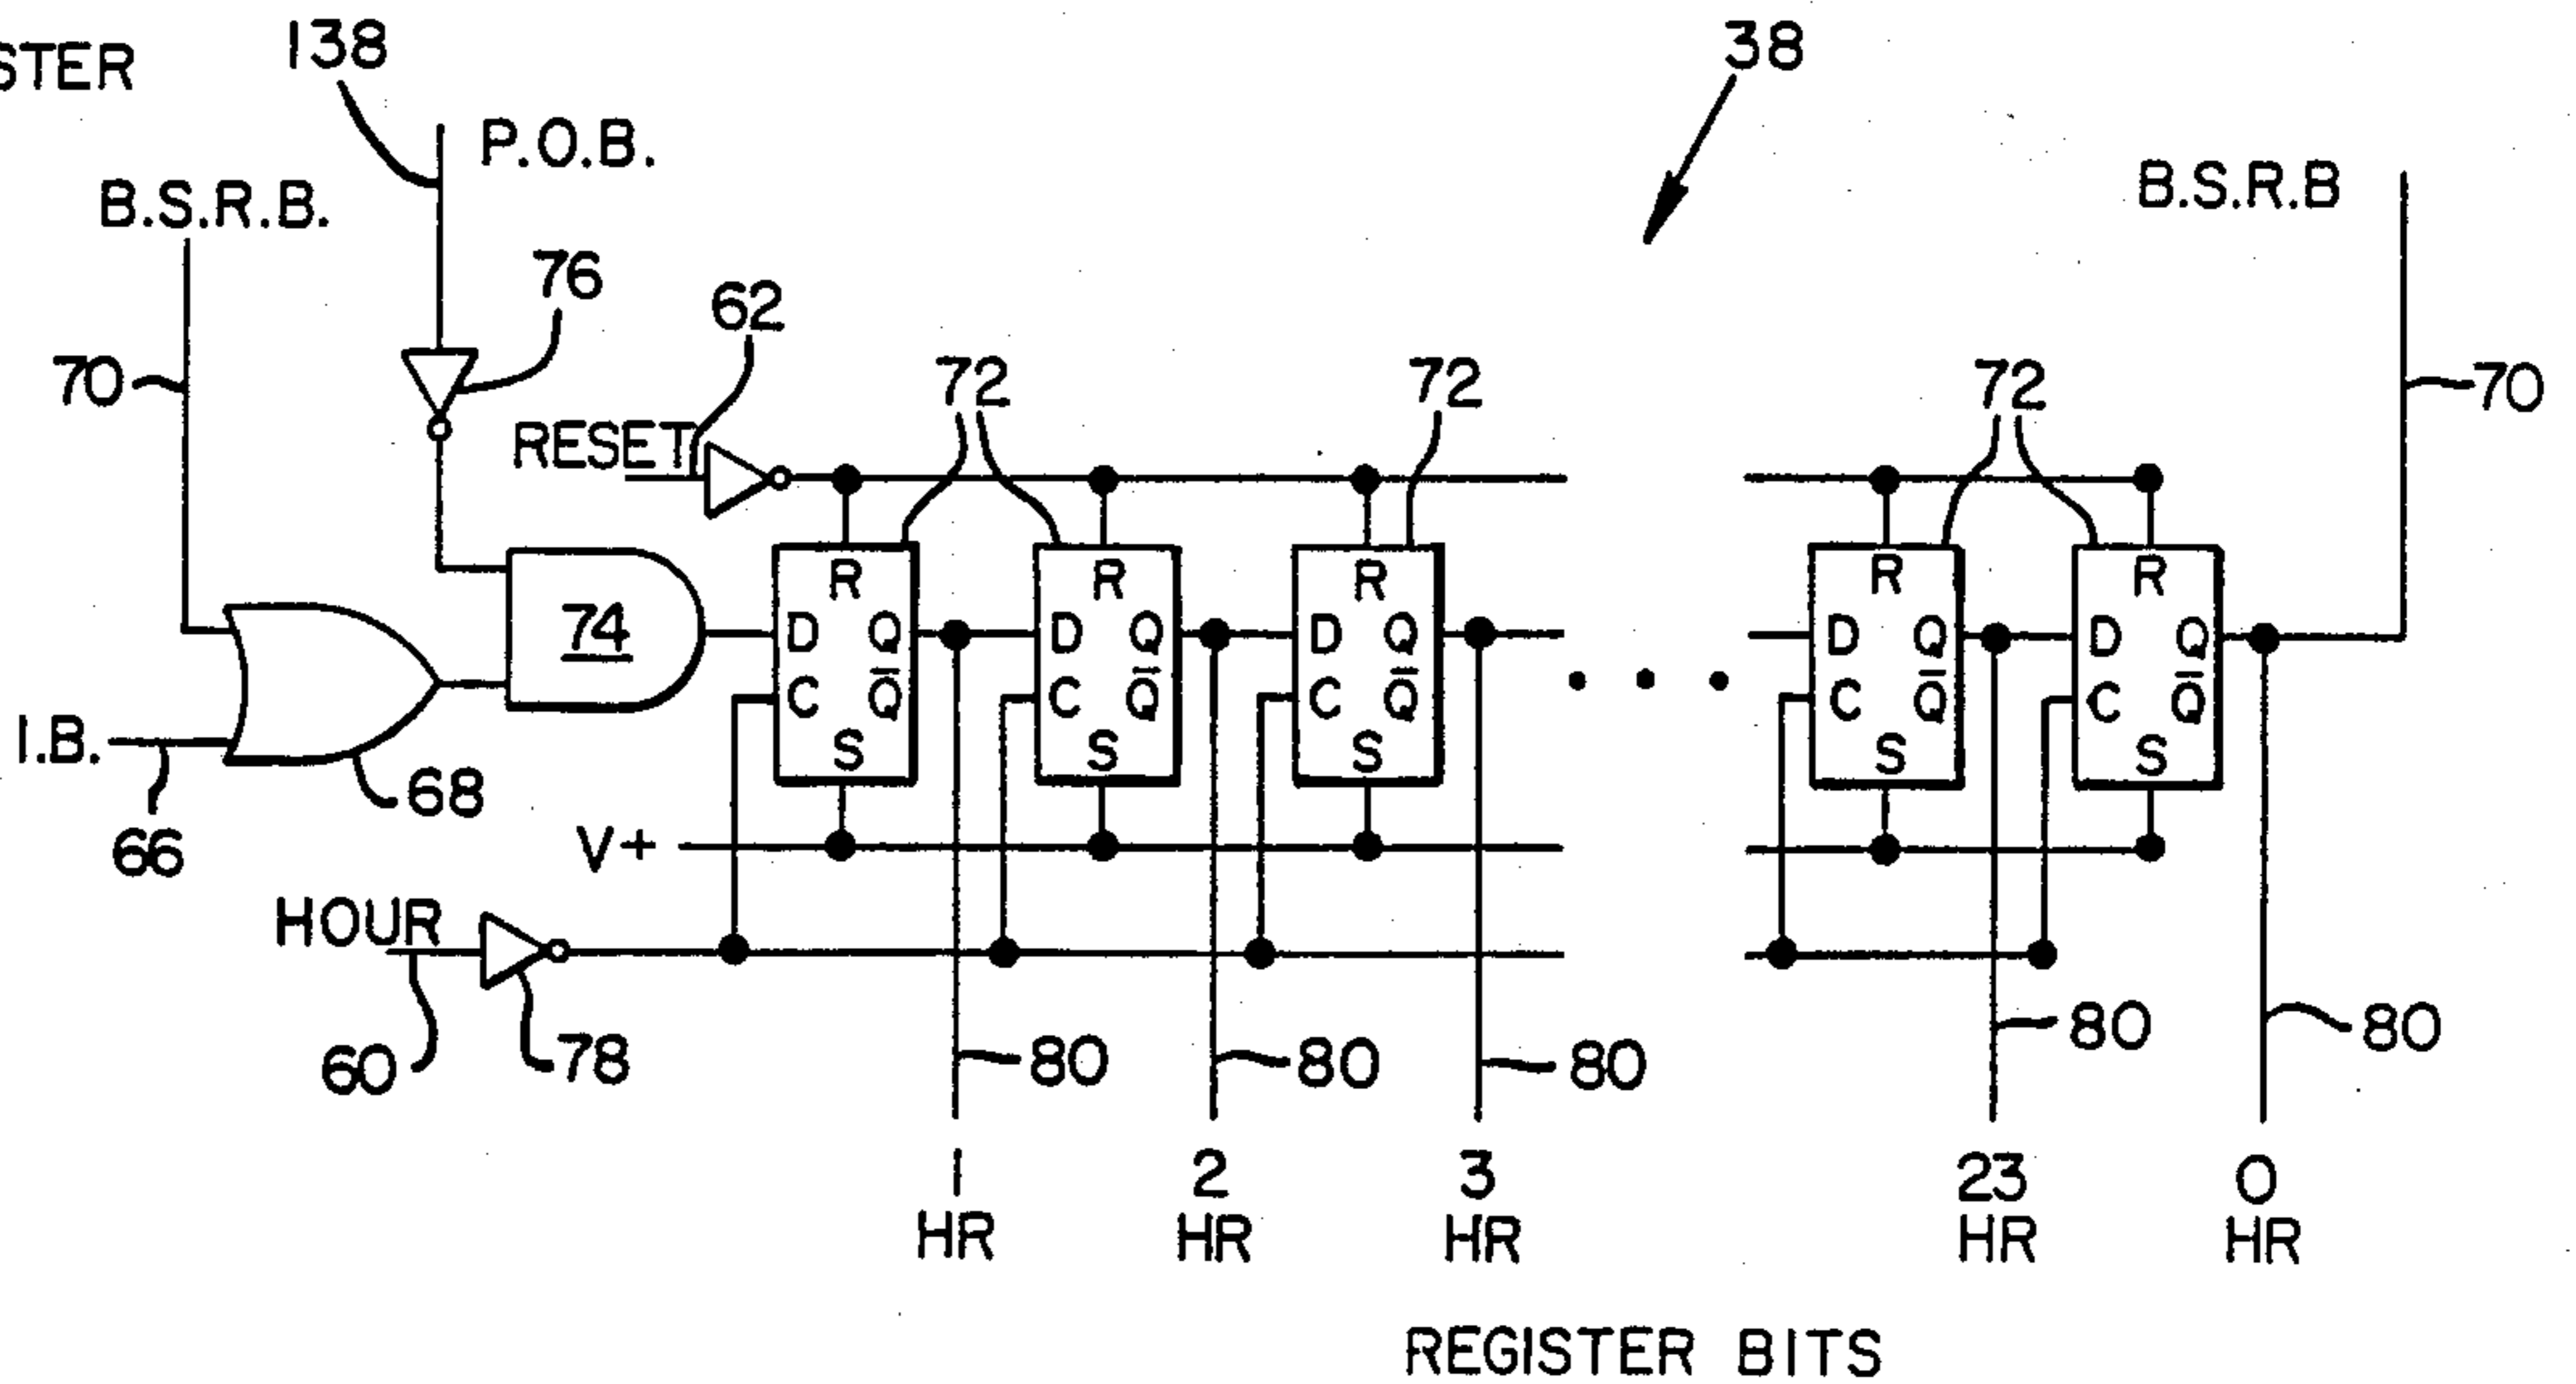 STER
138
38
P.O.B.
B.S.R.B.
B.S.R.B
76
62
70
72
72
72
70
RESET
R
R
R
R
R
74
D Q
D Q
D Q
D Q
D Q
C Q̅
C Q̅
C Q̅
C Q̅
C Q̅
S
S
S
S
S
I.B.
68
66
V+
HOUR
60
78
80
80
80
80
80
1 HR
2 HR
3 HR
23 HR
0 HR
REGISTER BITS